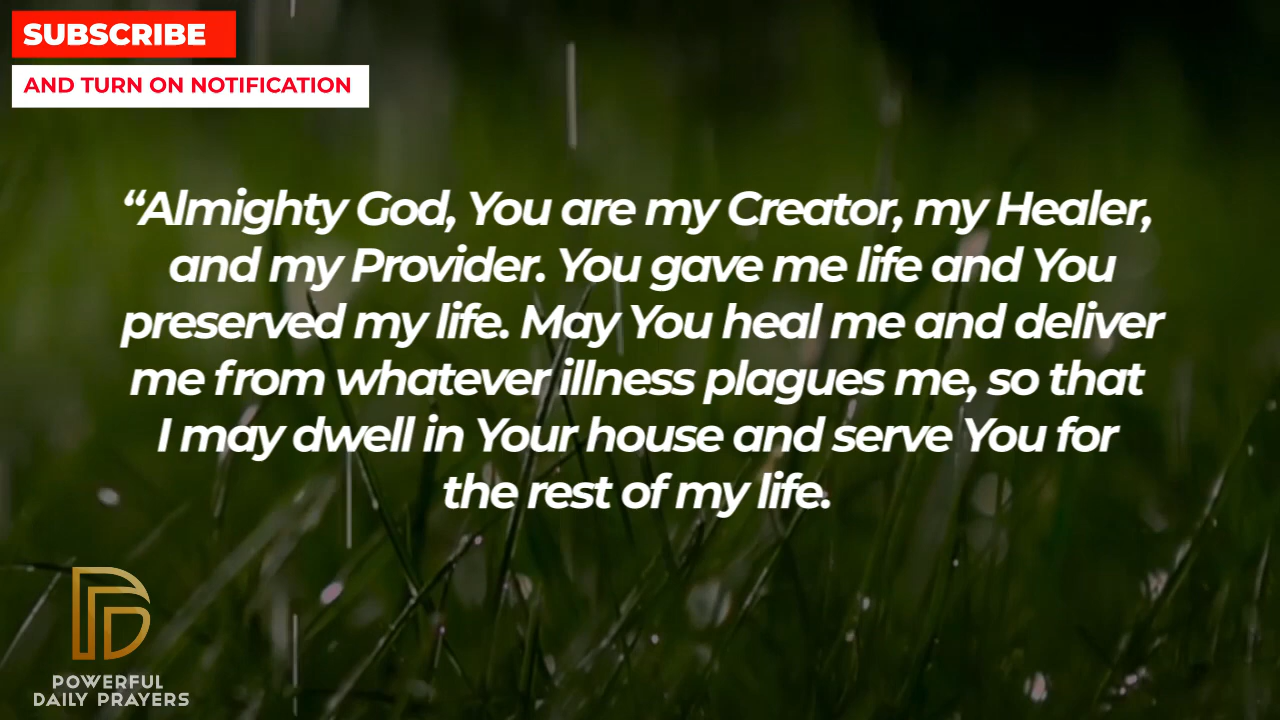 SUBSCRIBE
AND TURN ON NOTIFICATION
“Almighty God, You are my Creator, my Healer,
and my Provider. You gave me life and You
preserved my life. May You heal me and deliver
me from whatever illness plagues me, so that
I may dwell in Your house and serve You for
the rest of my life.
POWERFUL
DAILY PRAYERS